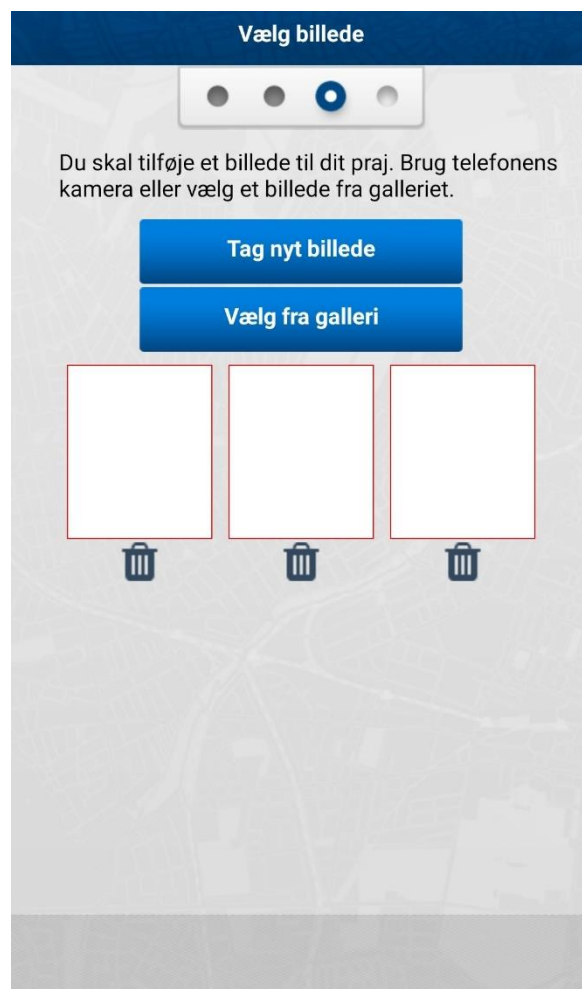 Vælg billede
Du skal tilføje et billede til dit praj. Brug telefonens
kamera eller vælg et billede fra galleriet.
Tag nyt billede
Vælg fra galleri